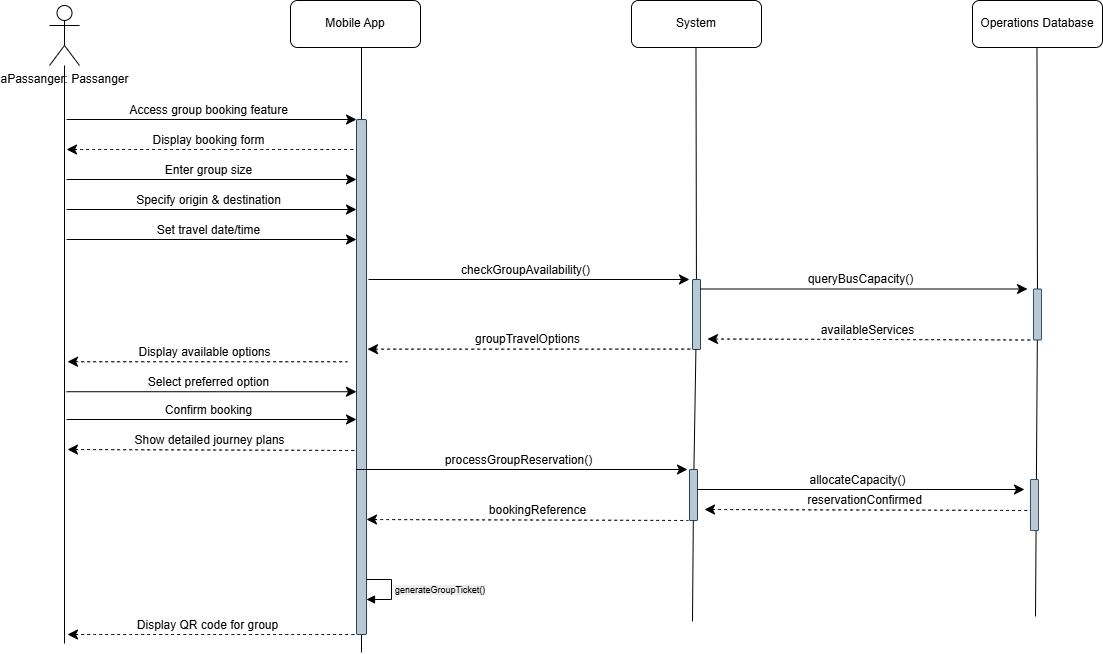 Mobile App
System
Operations Database
aPassanger: Passanger
Access group booking feature
Display booking form
Enter group size
Specify origin & destination
Set travel date/time
checkGroupAvailability()
queryBusCapacity()
availableServices
groupTravelOptions
Display available options
Select preferred option
Confirm booking
Show detailed journey plans
processGroupReservation()
allocateCapacity()
reservationConfirmed
bookingReference
generateGroupTicket()
Display QR code for group